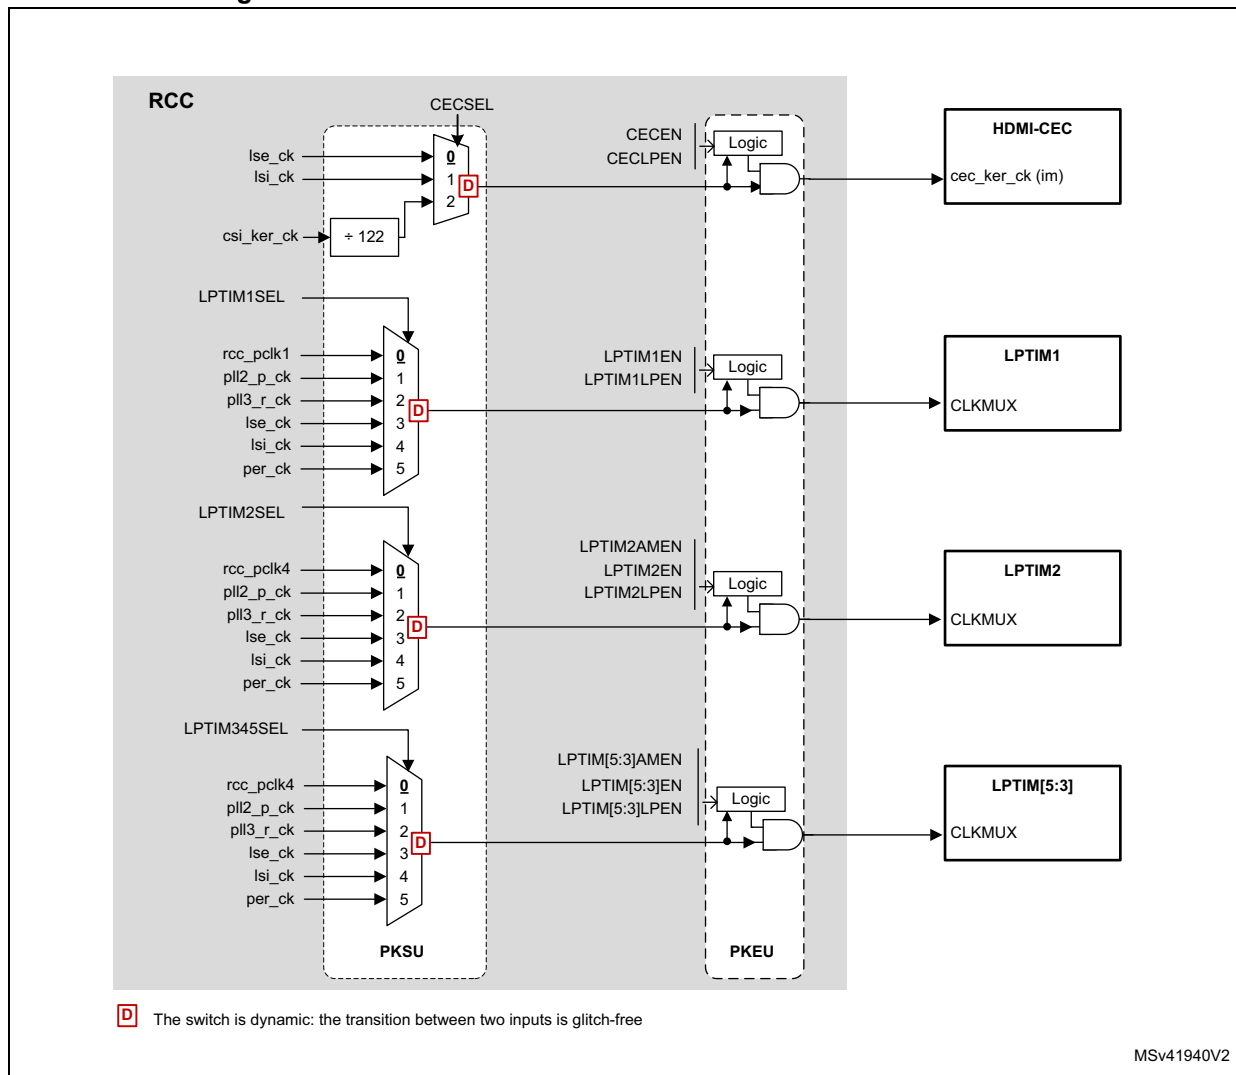 RCC
CECSEL
lse_ck
lsi_ck
csi_ker_ck
÷ 122
0
1
2
D
CECEN
CECLPEN
Logic
HDMI-CEC
cec_ker_ck (im)
LPTIM1SEL
rcc_pclk1
pll2_p_ck
pll3_r_ck
lse_ck
lsi_ck
per_ck
0
1
2
3
4
5
D
LPTIM1EN
LPTIM1LPEN
Logic
LPTIM1
CLKMUX
LPTIM2SEL
rcc_pclk4
pll2_p_ck
pll3_r_ck
lse_ck
lsi_ck
per_ck
0
1
2
3
4
5
D
LPTIM2AMEN
LPTIM2EN
LPTIM2LPEN
Logic
LPTIM2
CLKMUX
LPTIM345SEL
rcc_pclk4
pll2_p_ck
pll3_r_ck
lse_ck
lsi_ck
per_ck
0
1
2
3
4
5
D
LPTIM[5:3]AMEN
LPTIM[5:3]EN
LPTIM[5:3]LPEN
Logic
LPTIM[5:3]
CLKMUX
PKSU
PKEU
D The switch is dynamic: the transition between two inputs is glitch-free
MSv41940V2